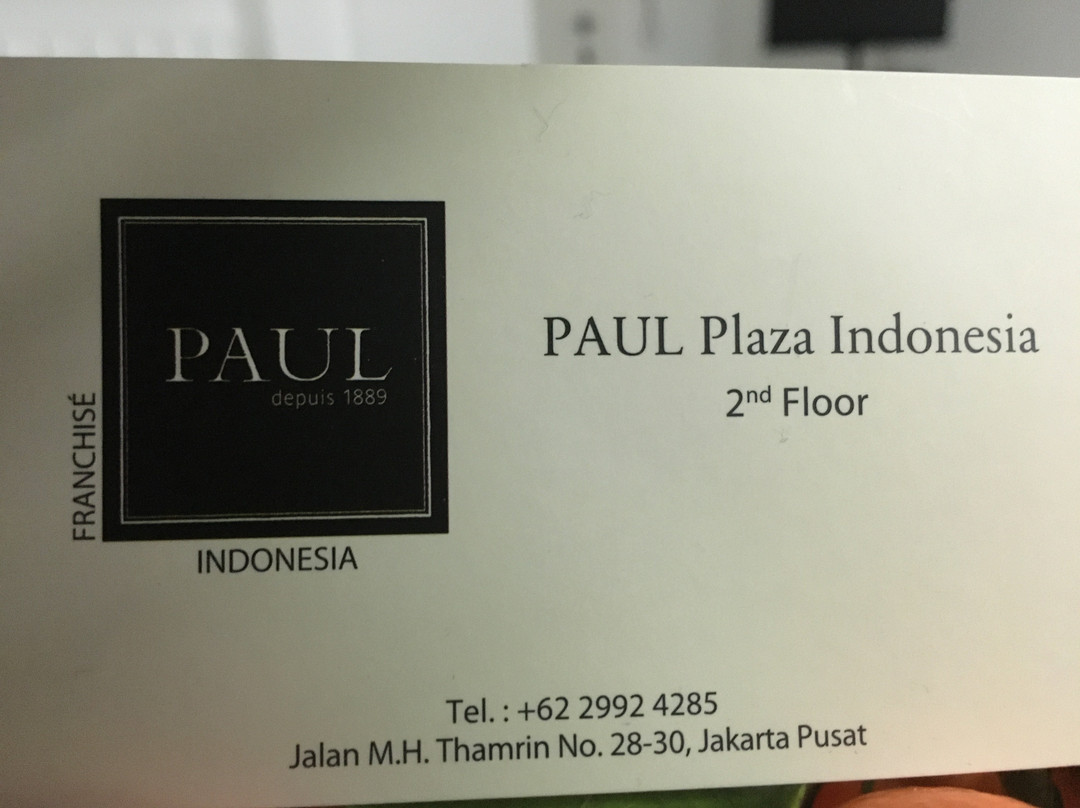 PAUL
depuis 1889
FRANCHISÉ
INDONESIA
PAUL Plaza Indonesia
2nd Floor
Tel. : +62 2992 4285
Jalan M.H. Thamrin No. 28-30, Jakarta Pusat